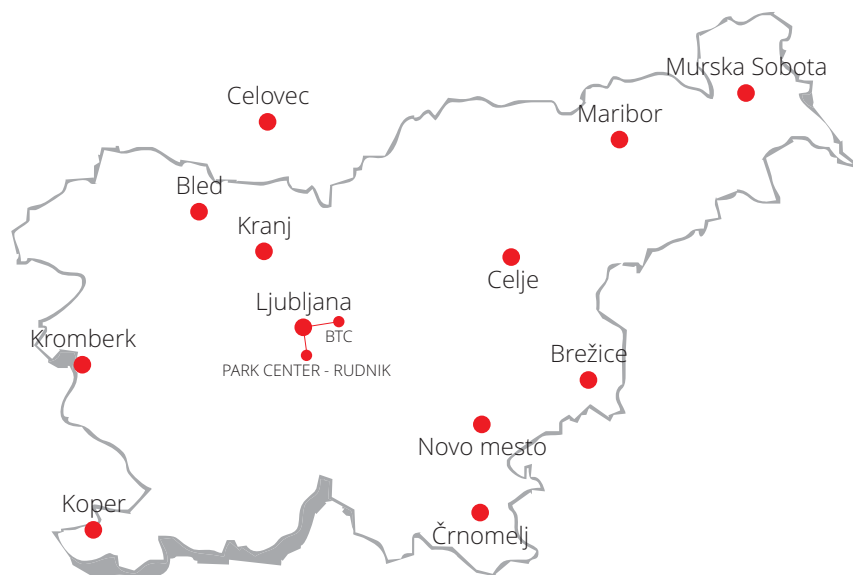 Murska Sobota
Celovec
Maribor
Bled
Kranj
Celje
Ljubljana
BTC
Kromberk
Brežice
PARK CENTER - RUDNIK
Novo mesto
Koper
Črnomelj